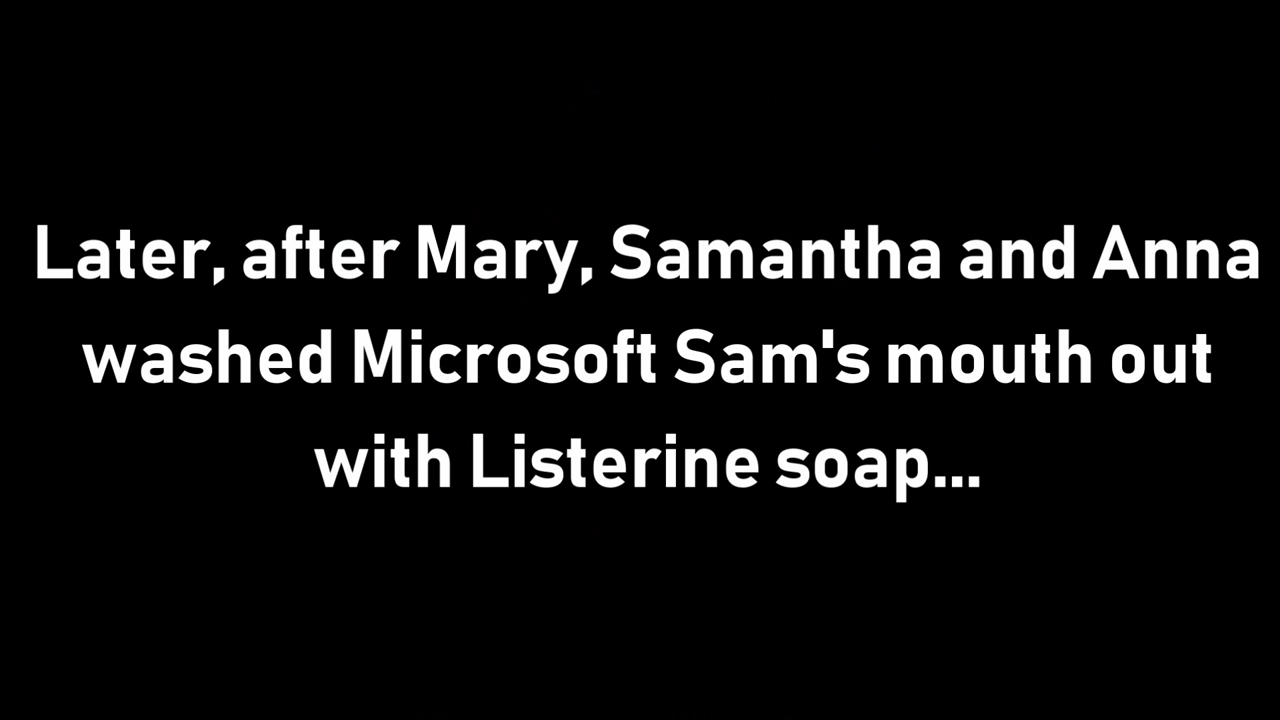 Later, after Mary, Samantha and Anna
washed Microsoft Sam's mouth out
with Listerine soap...